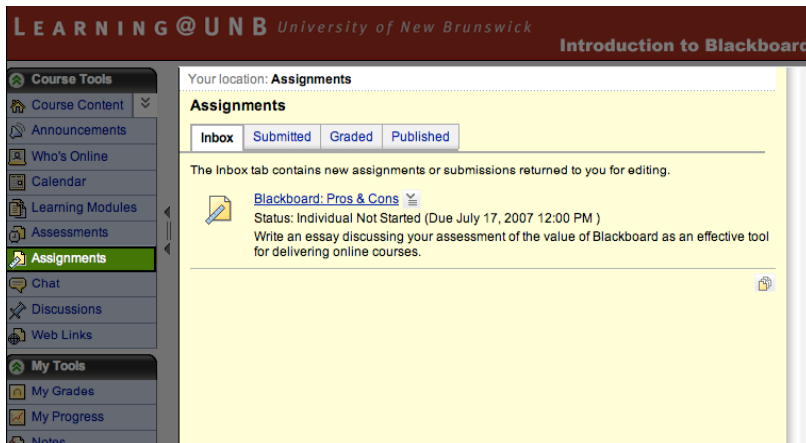 LEARNING@UNB University of New Brunswick
Introduction to Blackboard
Course Tools
Course Content
Announcements
Who's Online
Calendar
Learning Modules
Assessments
Assignments
Chat
Discussions
Web Links
My Tools
My Grades
My Progress
Notes
Your location: Assignments
Assignments
Inbox Submitted Graded Published
The Inbox tab contains new assignments or submissions returned to you for editing.
Blackboard: Pros & Cons
Status: Individual Not Started (Due July 17, 2007 12:00 PM )
Write an essay discussing your assessment of the value of Blackboard as an effective tool
for delivering online courses.